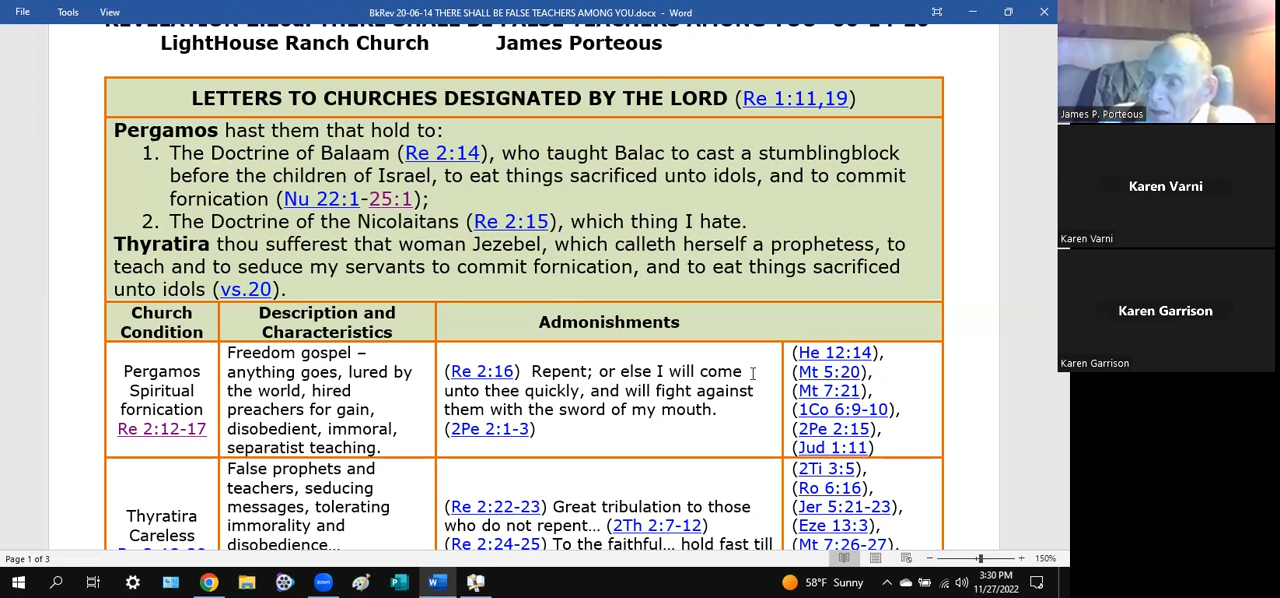 File Tools View BkRev 20-06-14 THERE SHALL BE FALSE TEACHERS AMONG YOU.docx - Word
LightHouse Ranch Church James Porteous
LETTERS TO CHURCHES DESIGNATED BY THE LORD (Re 1:11,19)
Pergamos hast them that hold to:
1. The Doctrine of Balaam (Re 2:14), who taught Balac to cast a stumblingblock
before the children of Israel, to eat things sacrificed unto idols, and to commit
fornication (Nu 22:1-25:1);
2. The Doctrine of the Nicolaitans (Re 2:15), which thing I hate.
Thyratira thou sufferest that woman Jezebel, which calleth herself a prophetess, to
teach and to seduce my servants to commit fornication, and to eat things sacrificed
unto idols (vs.20).
Church
Condition
Description and
Characteristics
Admonishments
Pergamos
Spiritual
fornication
Re 2:12-17
Freedom gospel –
anything goes, lured by
the world, hired
preachers for gain,
disobedient, immoral,
separatist teaching.
(Re 2:16) Repent; or else I will come
unto thee quickly, and will fight against
them with the sword of my mouth.
(2Pe 2:1-3)
(He 12:14),
(Mt 5:20),
(Mt 7:21),
(1Co 6:9-10),
(2Pe 2:15),
(Jud 1:11)
Thyratira
Careless
False prophets and
teachers, seducing
messages, tolerating
immorality and
disobedience...
(Re 2:22-23) Great tribulation to those
who do not repent... (2Th 2:7-12)
(Re 2:24-25) To the faithful... hold fast till
(2Ti 3:5),
(Ro 6:16),
(Jer 5:21-23),
(Eze 13:3),
(Mt 7:26-27),
James P. Porteous
Karen Varni
Karen Varni
Karen Garrison
Karen Garrison
Page 1 of 3
150%
zoom
58°F Sunny
3:30 PM
11/27/2022